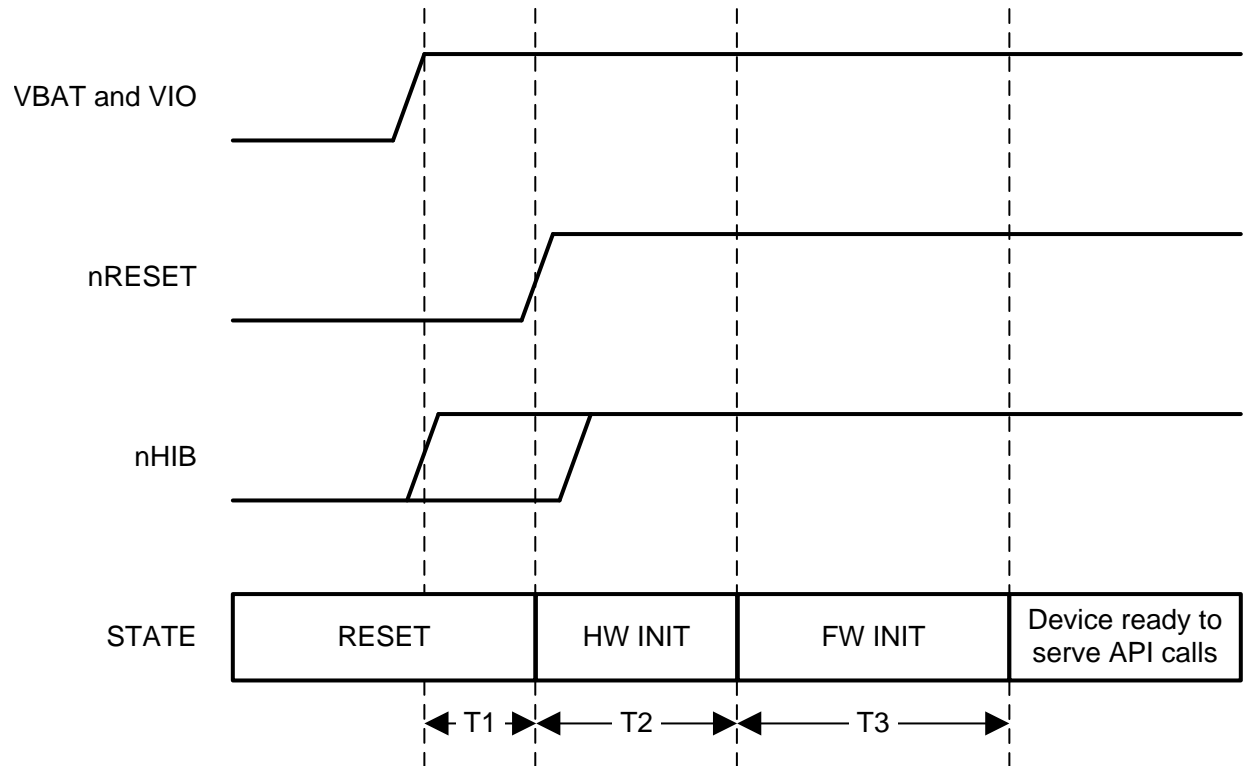 VBAT and VIO
nRESET
nHIB
STATE
RESET
HW INIT
FW INIT
Device ready to
serve API calls
T1
T2
T3